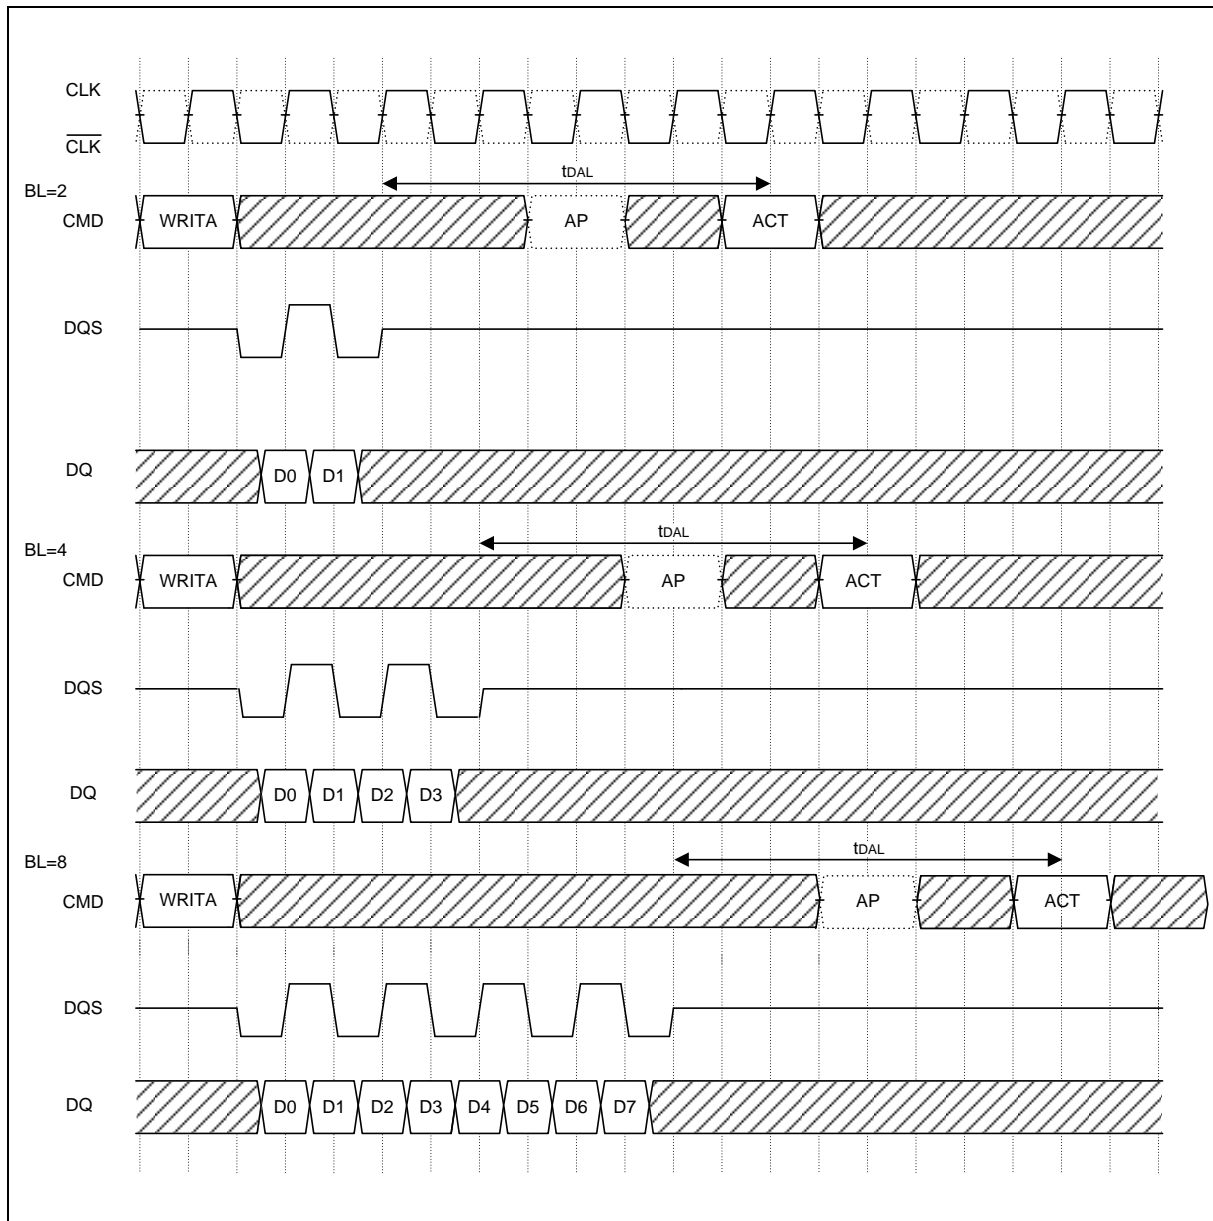 CLK
CLK
tDAL
BL=2
CMD WRITA AP ACT
DQS
DQ D0 D1
tDAL
BL=4
CMD WRITA AP ACT
DQS
DQ D0 D1 D2 D3
tDAL
BL=8
CMD WRITA AP ACT
DQS
DQ D0 D1 D2 D3 D4 D5 D6 D7